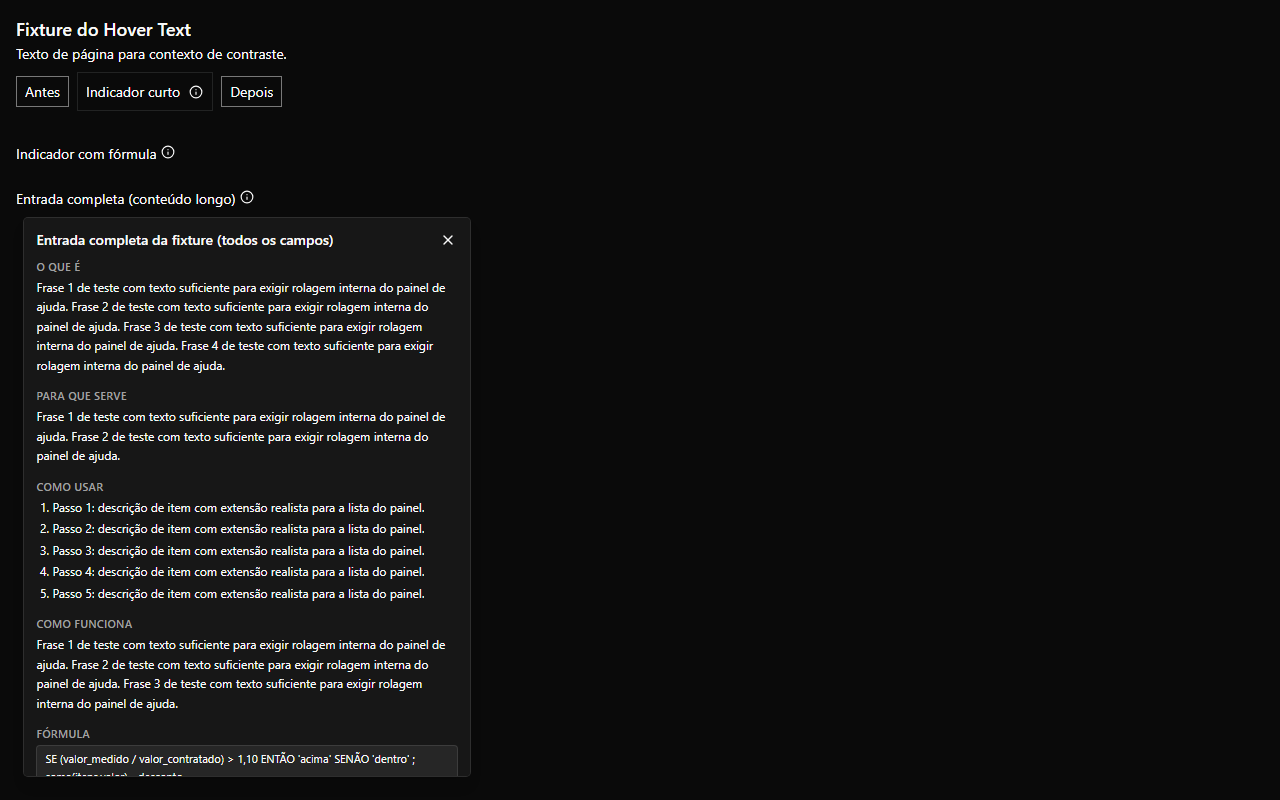 Fixture do Hover Text
Texto de página para contexto de contraste.
Antes
Indicador curto
Depois
Indicador com fórmula
Entrada completa (conteúdo longo)
Entrada completa da fixture (todos os campos)
O QUE É
Frase 1 de teste com texto suficiente para exigir rolagem interna do painel de
ajuda. Frase 2 de teste com texto suficiente para exigir rolagem interna do
painel de ajuda. Frase 3 de teste com texto suficiente para exigir rolagem
interna do painel de ajuda. Frase 4 de teste com texto suficiente para exigir
rolagem interna do painel de ajuda.
PARA QUE SERVE
Frase 1 de teste com texto suficiente para exigir rolagem interna do painel de
ajuda. Frase 2 de teste com texto suficiente para exigir rolagem interna do
painel de ajuda.
COMO USAR
1. Passo 1: descrição de item com extensão realista para a lista do painel.
2. Passo 2: descrição de item com extensão realista para a lista do painel.
3. Passo 3: descrição de item com extensão realista para a lista do painel.
4. Passo 4: descrição de item com extensão realista para a lista do painel.
5. Passo 5: descrição de item com extensão realista para a lista do painel.
COMO FUNCIONA
Frase 1 de teste com texto suficiente para exigir rolagem interna do painel de
ajuda. Frase 2 de teste com texto suficiente para exigir rolagem interna do
painel de ajuda. Frase 3 de teste com texto suficiente para exigir rolagem
interna do painel de ajuda.
FÓRMULA
SE (valor_medido / valor_contratado) > 1,10 ENTÃO 'acima' SENÃO 'dentro' ;